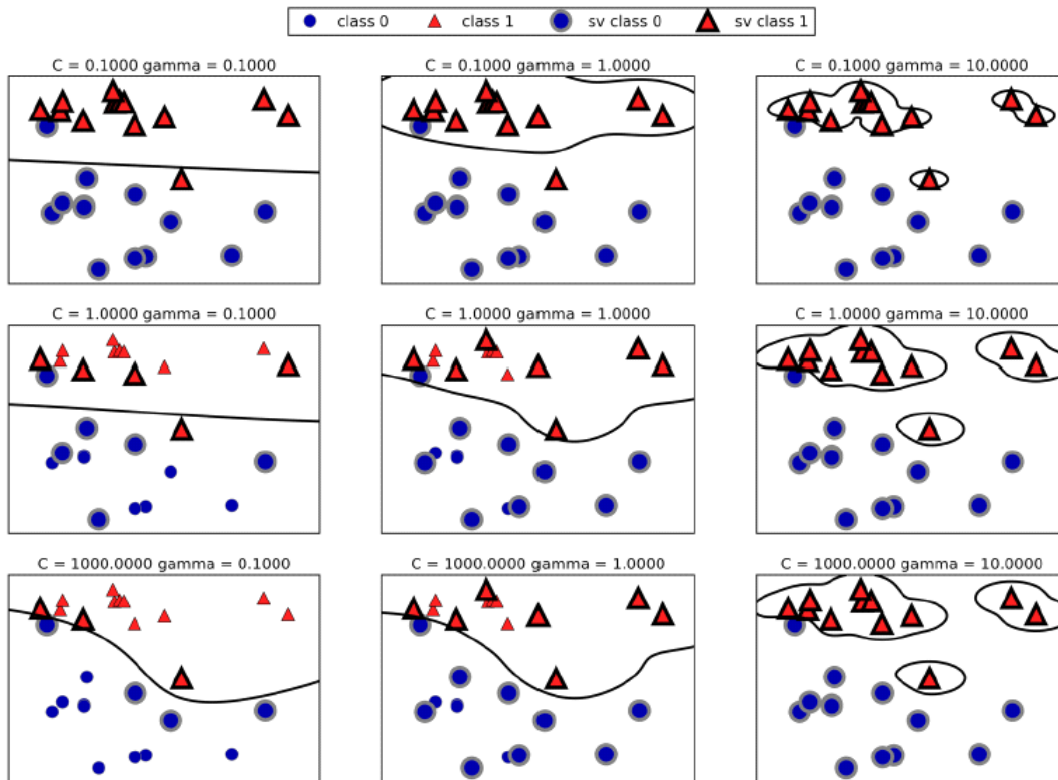 class 0 class 1 sv class 0 sv class 1
C = 0.1000 gamma = 0.1000
C = 0.1000 gamma = 1.0000
C = 0.1000 gamma = 10.0000
C = 1.0000 gamma = 0.1000
C = 1.0000 gamma = 1.0000
C = 1.0000 gamma = 10.0000
C = 1000.0000 gamma = 0.1000
C = 1000.0000 gamma = 1.0000
C = 1000.0000 gamma = 10.0000